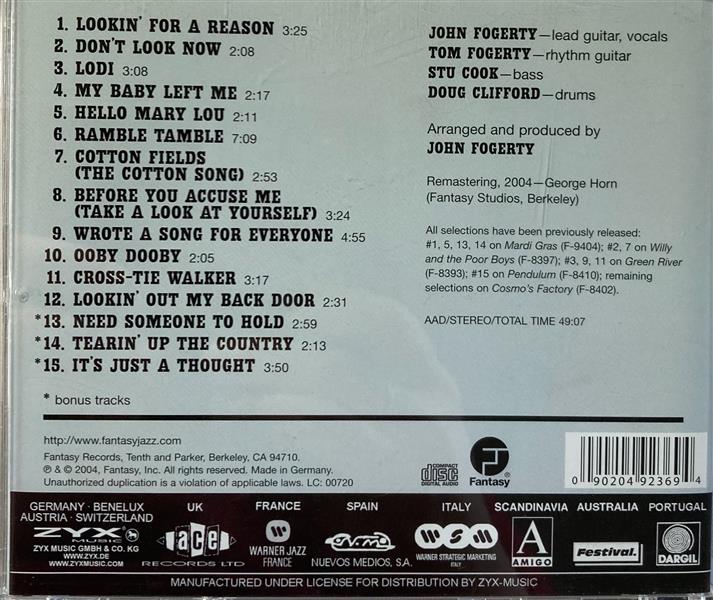 1. LOOKIN' FOR A REASON 3:25
2. DON'T LOOK NOW 2:08
3. LODI 3:08
4. MY BABY LEFT ME 2:17
5. HELLO MARY LOU 2:11
6. RAMBLE TAMBLE 7:09
7. COTTON FIELDS
(THE COTTON SONG) 2:53
8. BEFORE YOU ACCUSE ME
(TAKE A LOOK AT YOURSELF) 3:24
9. WROTE A SONG FOR EVERYONE 4:55
10. OOBY DOOBY 2:05
11. CROSS-TIE WALKER 3:17
12. LOOKIN' OUT MY BACK DOOR 2:31
*13. NEED SOMEONE TO HOLD 2:59
*14. TEARIN' UP THE COUNTRY 2:13
*15. IT'S JUST A THOUGHT 3:50
* bonus tracks
JOHN FOGERTY—lead guitar, vocals
TOM FOGERTY—rhythm guitar
STU COOK—bass
DOUG CLIFFORD—drums
Arranged and produced by
JOHN FOGERTY
Remastering, 2004—George Horn
(Fantasy Studios, Berkeley)
All selections have been previously released:
#1, 5, 13, 14 on Mardi Gras (F-9404); #2, 7 on Willy
and the Poor Boys (F-8397); #3, 9, 11 on Green River
(F-8393); #15 on Pendulum (F-8410); remaining
selections on Cosmo's Factory (F-8402).
AAD/STEREO/TOTAL TIME 49:07
http://www.fantasyjazz.com
Fantasy Records, Tenth and Parker, Berkeley, CA 94710.
℗ & © 2004, Fantasy, Inc. All rights reserved. Made in Germany.
Unauthorized duplication is a violation of applicable laws. LC: 00720
COMPACT
disc
DIGITAL AUDIO
Fantasy
0 90204 92369 4
GERMANY · BENELUX
AUSTRIA · SWITZERLAND
ZYX
MUSIC
ZYX MUSIC GMBH & CO. KG
WWW.ZYX.DE
WWW.ZYXMUSIC.COM
UK
ace
RECORDS LTD
FRANCE
WARNER JAZZ
FRANCE
SPAIN
N.M.
NUEVOS MEDIOS, S.A.
ITALY
WSM
WARNER STRATEGIC MARKETING
ITALY
SCANDINAVIA
A
AMIGO
AUSTRALIA
Festival.
PORTUGAL
DARGIL
MANUFACTURED UNDER LICENSE FOR DISTRIBUTION BY ZYX-MUSIC